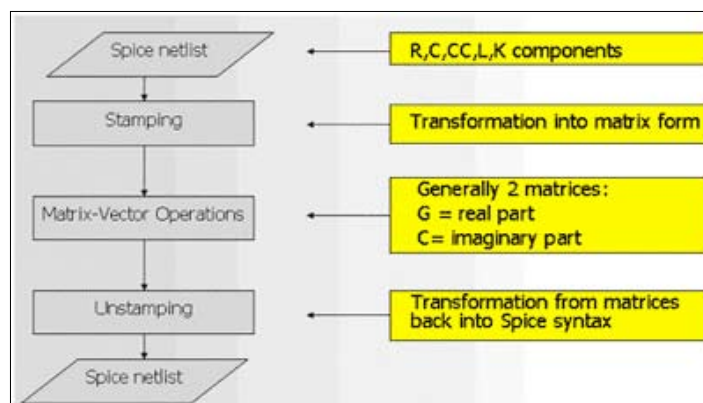 Spice netlist
R,C,CC,L,K components
Stamping
Transformation into matrix form
Matrix-Vector Operations
Generally 2 matrices:
G = real part
C= imaginary part
Unstamping
Transformation from matrices
back into Spice syntax
Spice netlist